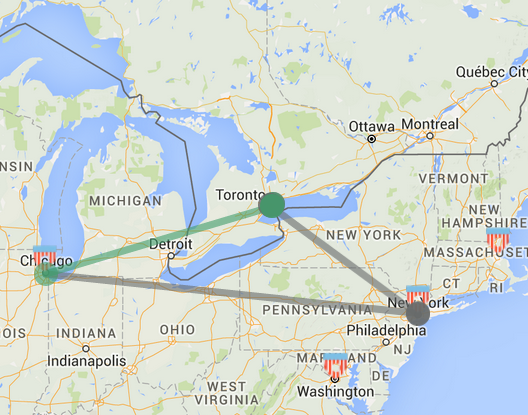 Québec City
Ottawa
Montreal
NSIN
Toronto
VERMONT
MICHIGAN
NEW
HAMPSHIRE
Detroit
NEW YORK
MASSACHUSET
Chicago
CT
RI
New York
PENNSYLVANIA
OIS
INDIANA
OHIO
Philadelphia
NJ
Indianapolis
MARYLAND
DE
WEST
VIRGINIA
Washington